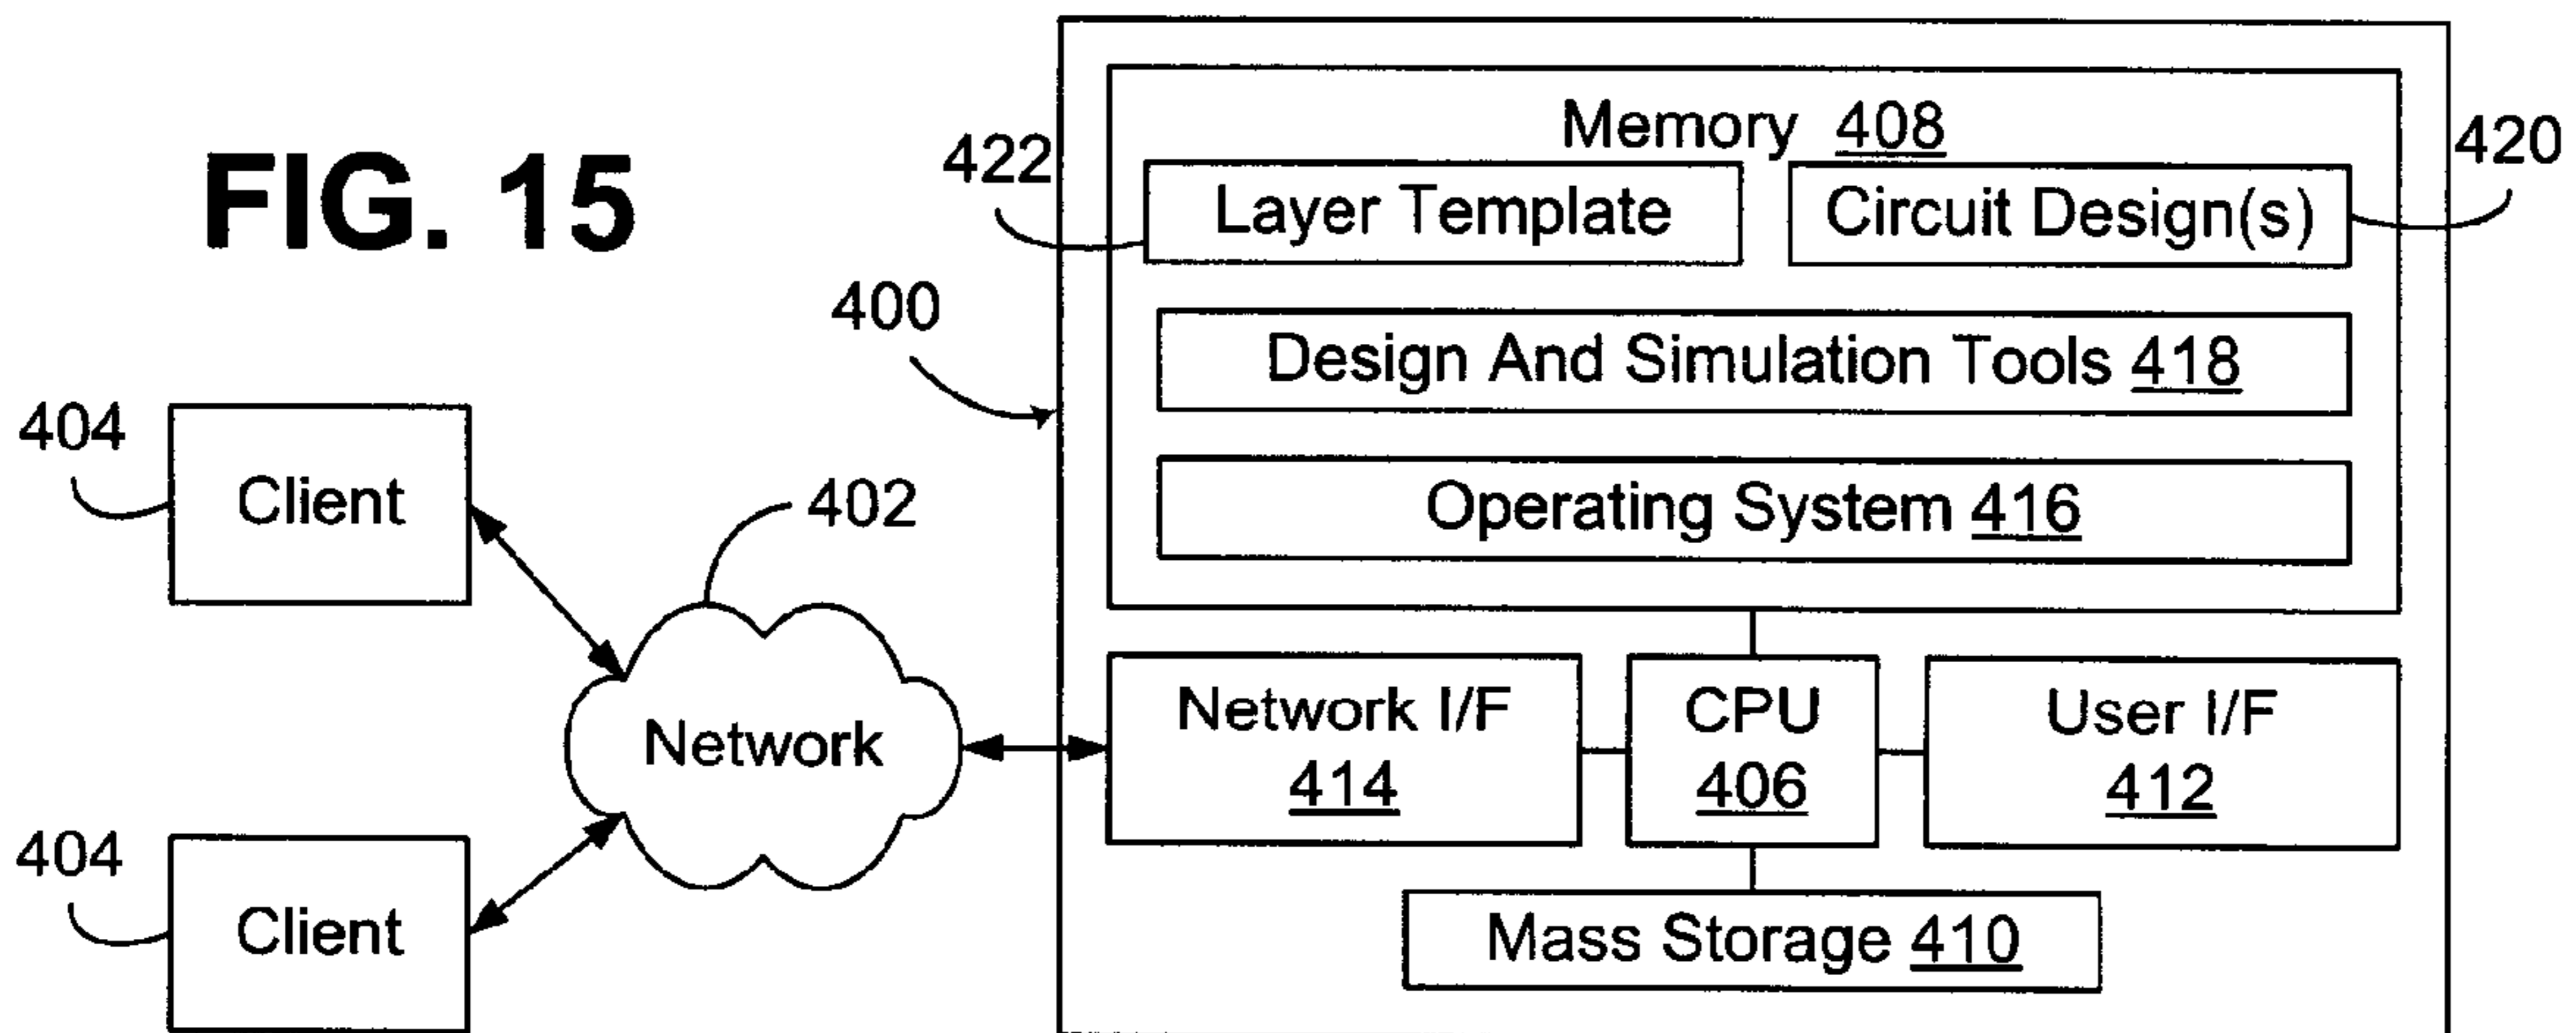 FIG. 15
Memory 408
422
420
Layer Template
Circuit Design(s)
400
Design And Simulation Tools 418
404
Client
402
Operating System 416
Network
Network I/F
414
CPU
406
User I/F
412
404
Client
Mass Storage 410